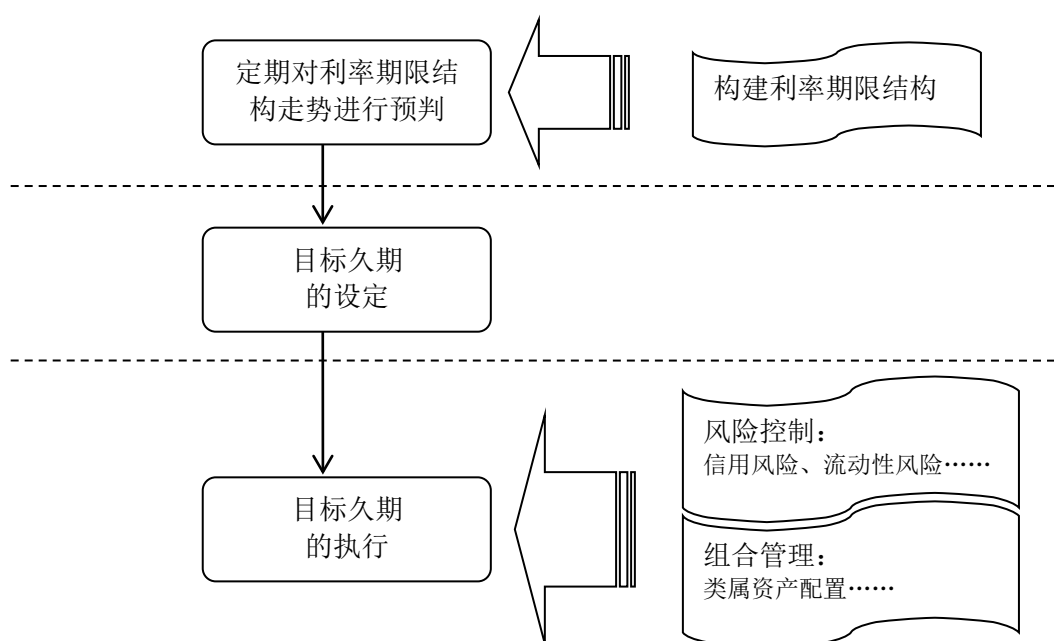 定期对利率期限结
构走势进行预判
构建利率期限结构
目标久期
的设定
风险控制：
信用风险、流动性风险……
目标久期
的执行
组合管理：
类属资产配置……